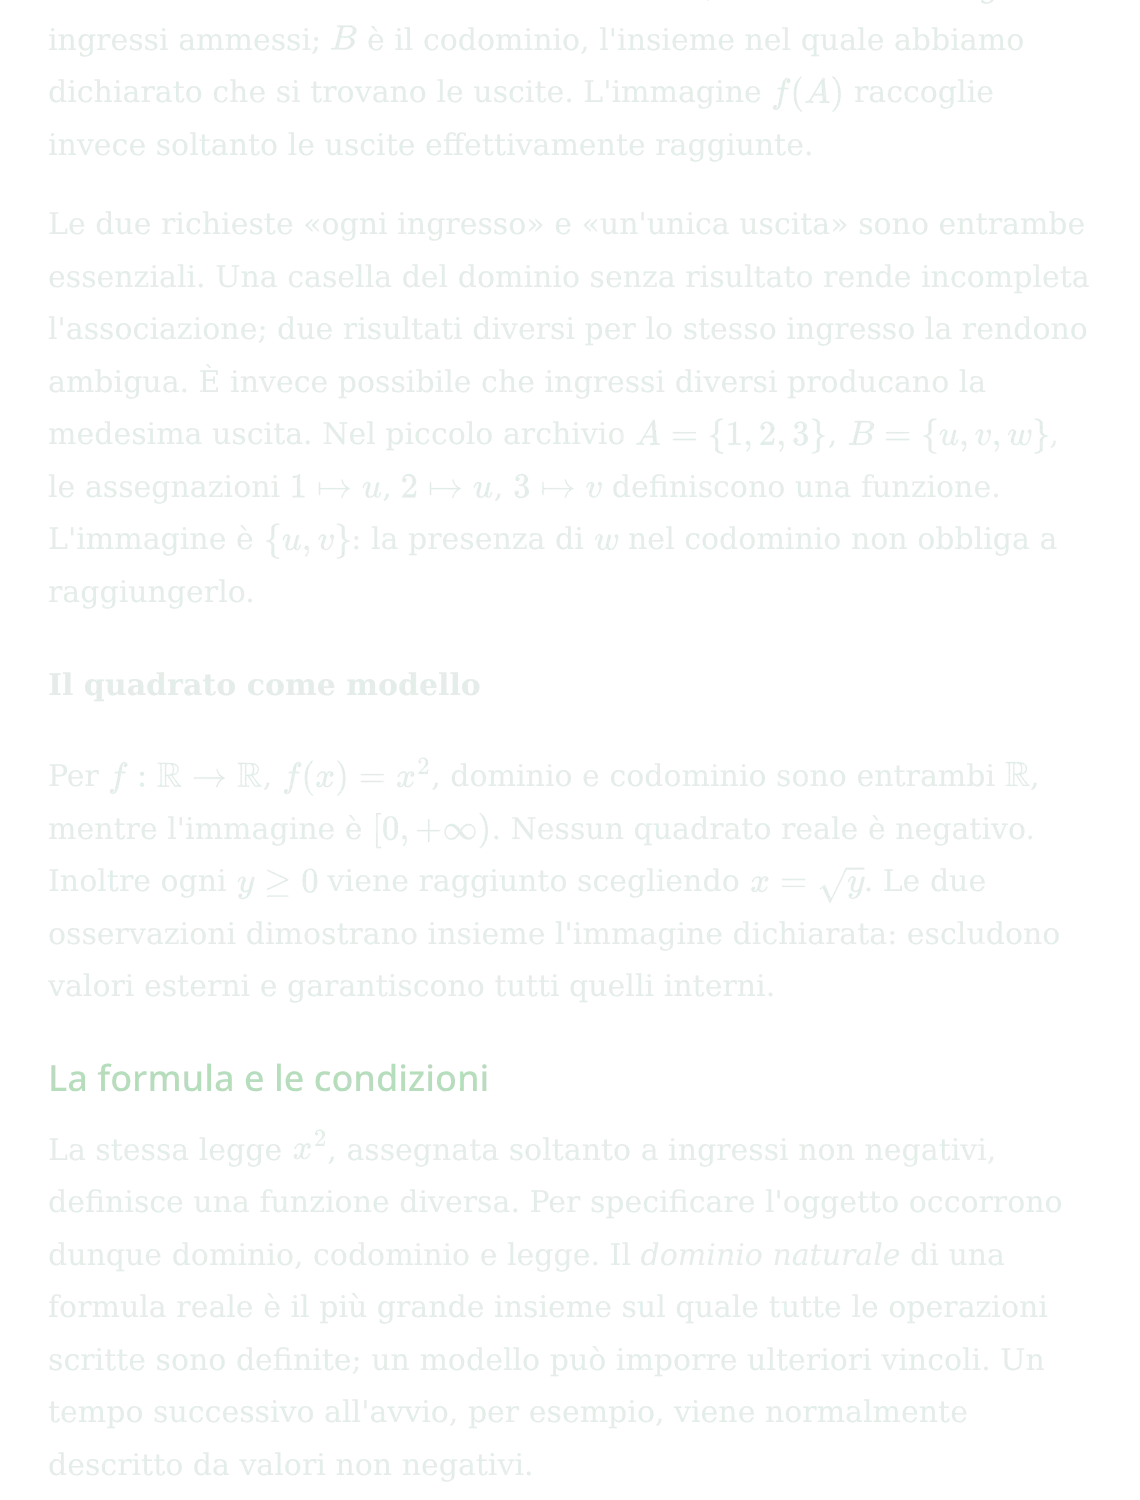 ingressi ammessi; B è il codominio, l'insieme nel quale abbiamo
dichiarato che si trovano le uscite. L'immagine f(A) raccoglie
invece soltanto le uscite effettivamente raggiunte.
Le due richieste «ogni ingresso» e «un'unica uscita» sono entrambe
essenziali. Una casella del dominio senza risultato rende incompleta
l'associazione; due risultati diversi per lo stesso ingresso la rendono
ambigua. È invece possibile che ingressi diversi producano la
medesima uscita. Nel piccolo archivio A = {1, 2, 3}, B = {u, v, w},
le assegnazioni 1 ↦ u, 2 ↦ u, 3 ↦ v definiscono una funzione.
L'immagine è {u, v}: la presenza di w nel codominio non obbliga a
raggiungerlo.
Il quadrato come modello
Per f : ℝ → ℝ, f(x) = x², dominio e codominio sono entrambi ℝ,
mentre l'immagine è [0, +∞). Nessun quadrato reale è negativo.
Inoltre ogni y ≥ 0 viene raggiunto scegliendo x = √y. Le due
osservazioni dimostrano insieme l'immagine dichiarata: escludono
valori esterni e garantiscono tutti quelli interni.
La formula e le condizioni
La stessa legge x², assegnata soltanto a ingressi non negativi,
definisce una funzione diversa. Per specificare l'oggetto occorrono
dunque dominio, codominio e legge. Il dominio naturale di una
formula reale è il più grande insieme sul quale tutte le operazioni
scritte sono definite; un modello può imporre ulteriori vincoli. Un
tempo successivo all'avvio, per esempio, viene normalmente
descritto da valori non negativi.